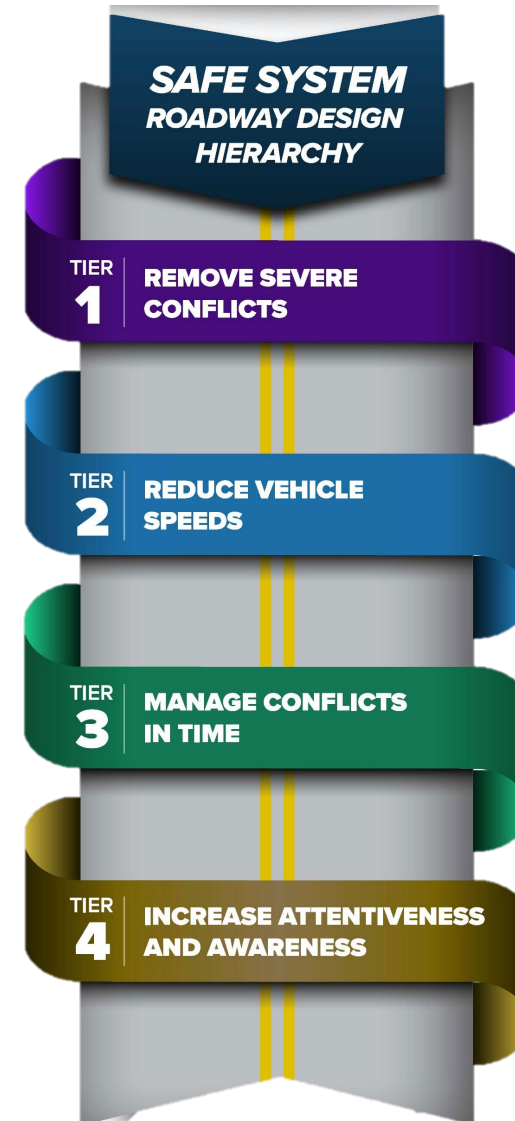 SAFE SYSTEM
ROADWAY DESIGN
HIERARCHY
TIER
1
REMOVE SEVERE
CONFLICTS
TIER
2
REDUCE VEHICLE
SPEEDS
TIER
3
MANAGE CONFLICTS
IN TIME
TIER
4
INCREASE ATTENTIVENESS
AND AWARENESS